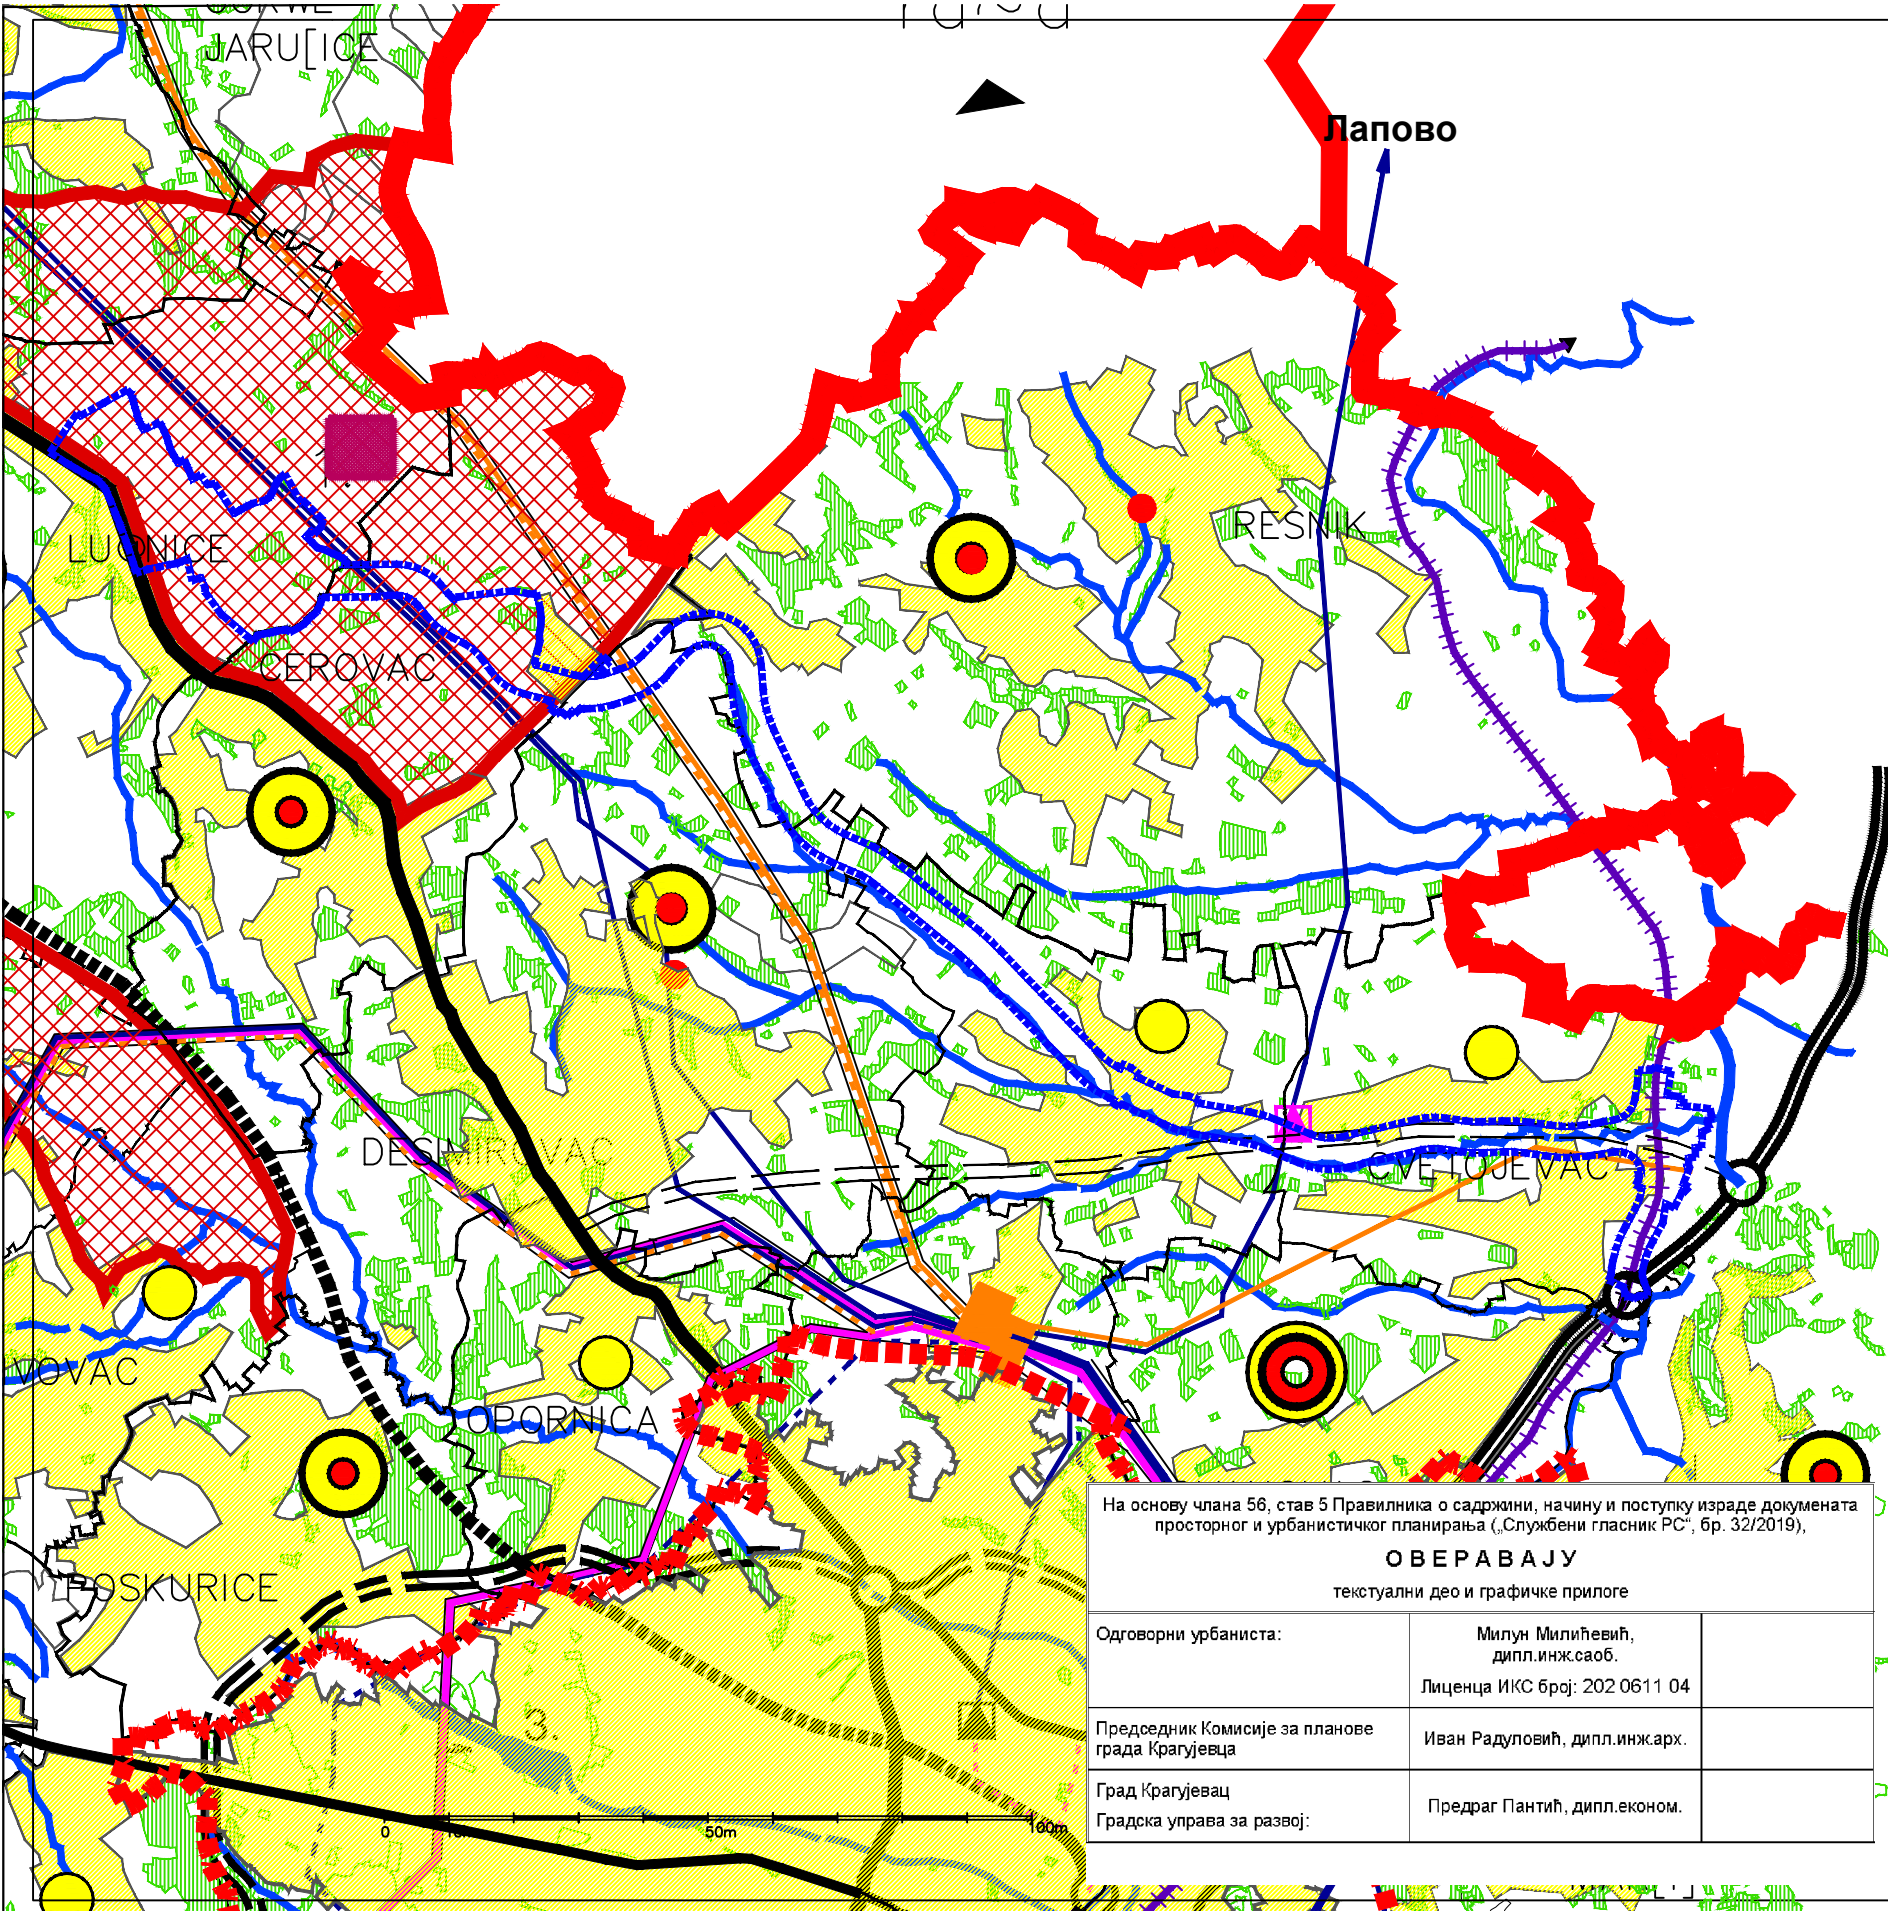 JARU[ICE
Лапово
RESNIK
CEROVAC
DESIMIROVAC
CVETOJEVAC
VOVAC
OPORNICA
POSKURICE
3.
0
50m
100m
На основу члана 56, став 5 Правилника о садржини, начину и поступку израде докумената
просторног и урбанистичког планирања („Службени гласник РС“, бр. 32/2019),
ОВЕРАВАЈУ
текстуални део и графичке прилоге
Одговорни урбаниста:
Милун Милићевић,
дипл.инж.саоб.
Лиценца ИКС број: 202 0611 04
Председник Комисије за планове
града Крагујевца
Иван Радуловић, дипл.инж.арх.
Град Крагујевац
Градска управа за развој:
Предраг Пантић, дипл.економ.